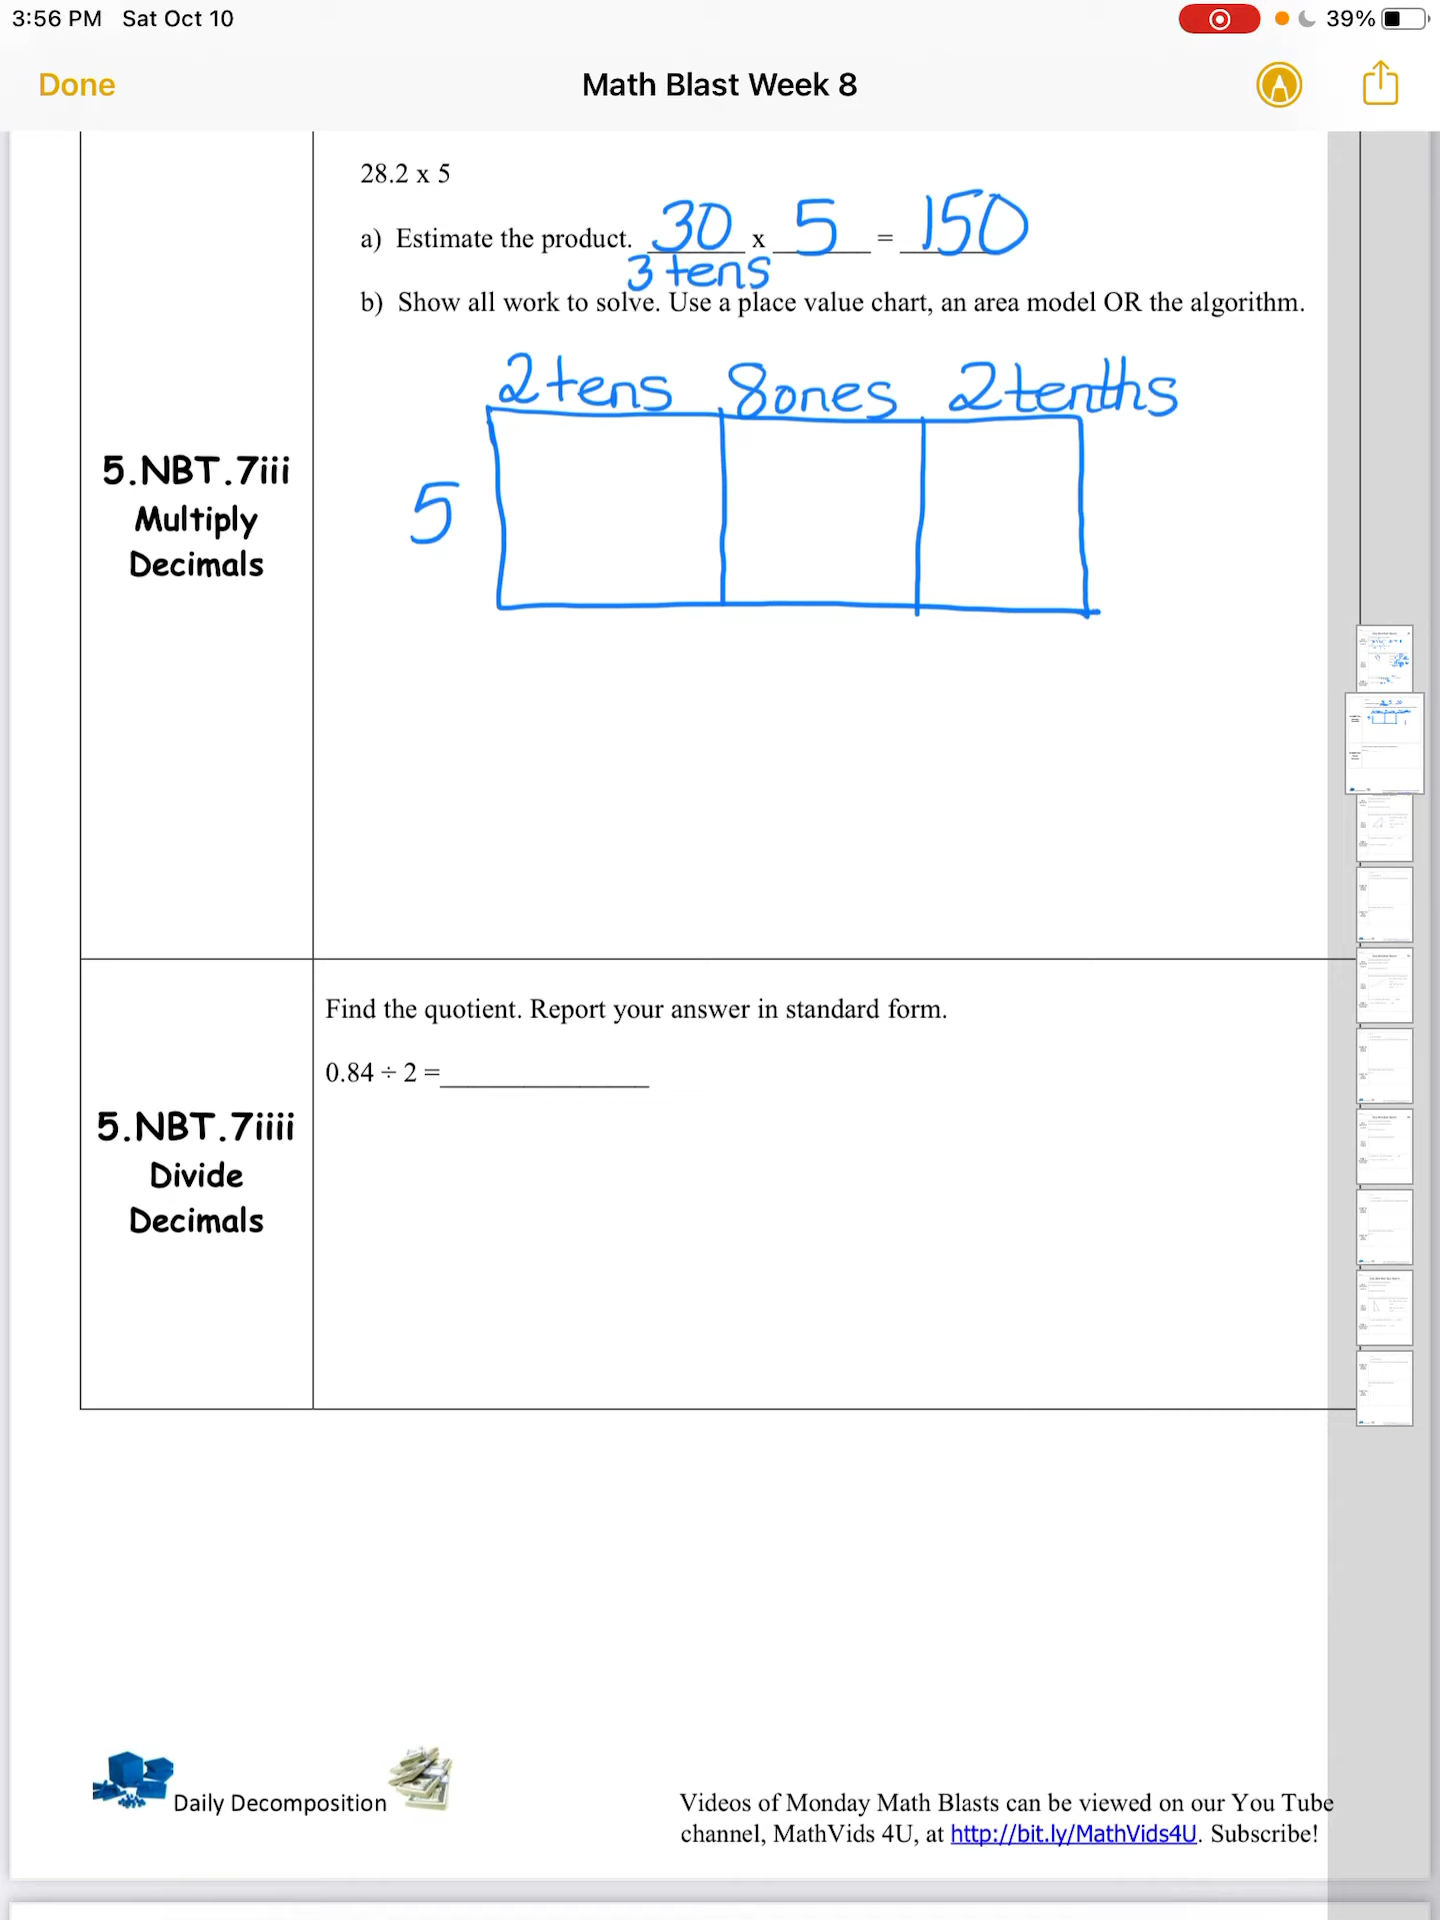 3:56 PM Sat Oct 10
39%
Done
Math Blast Week 8
28.2 x 5
a) Estimate the product. 30 x 5 = 150
3 tens
b) Show all work to solve. Use a place value chart, an area model OR the algorithm.
2 tens 8 ones 2 tenths
5
5.NBT.7iii
Multiply
Decimals
Find the quotient. Report your answer in standard form.
0.84 ÷ 2 =_______________
5.NBT.7iiii
Divide
Decimals
Daily Decomposition
Videos of Monday Math Blasts can be viewed on our You Tube
channel, MathVids 4U, at http://bit.ly/MathVids4U. Subscribe!